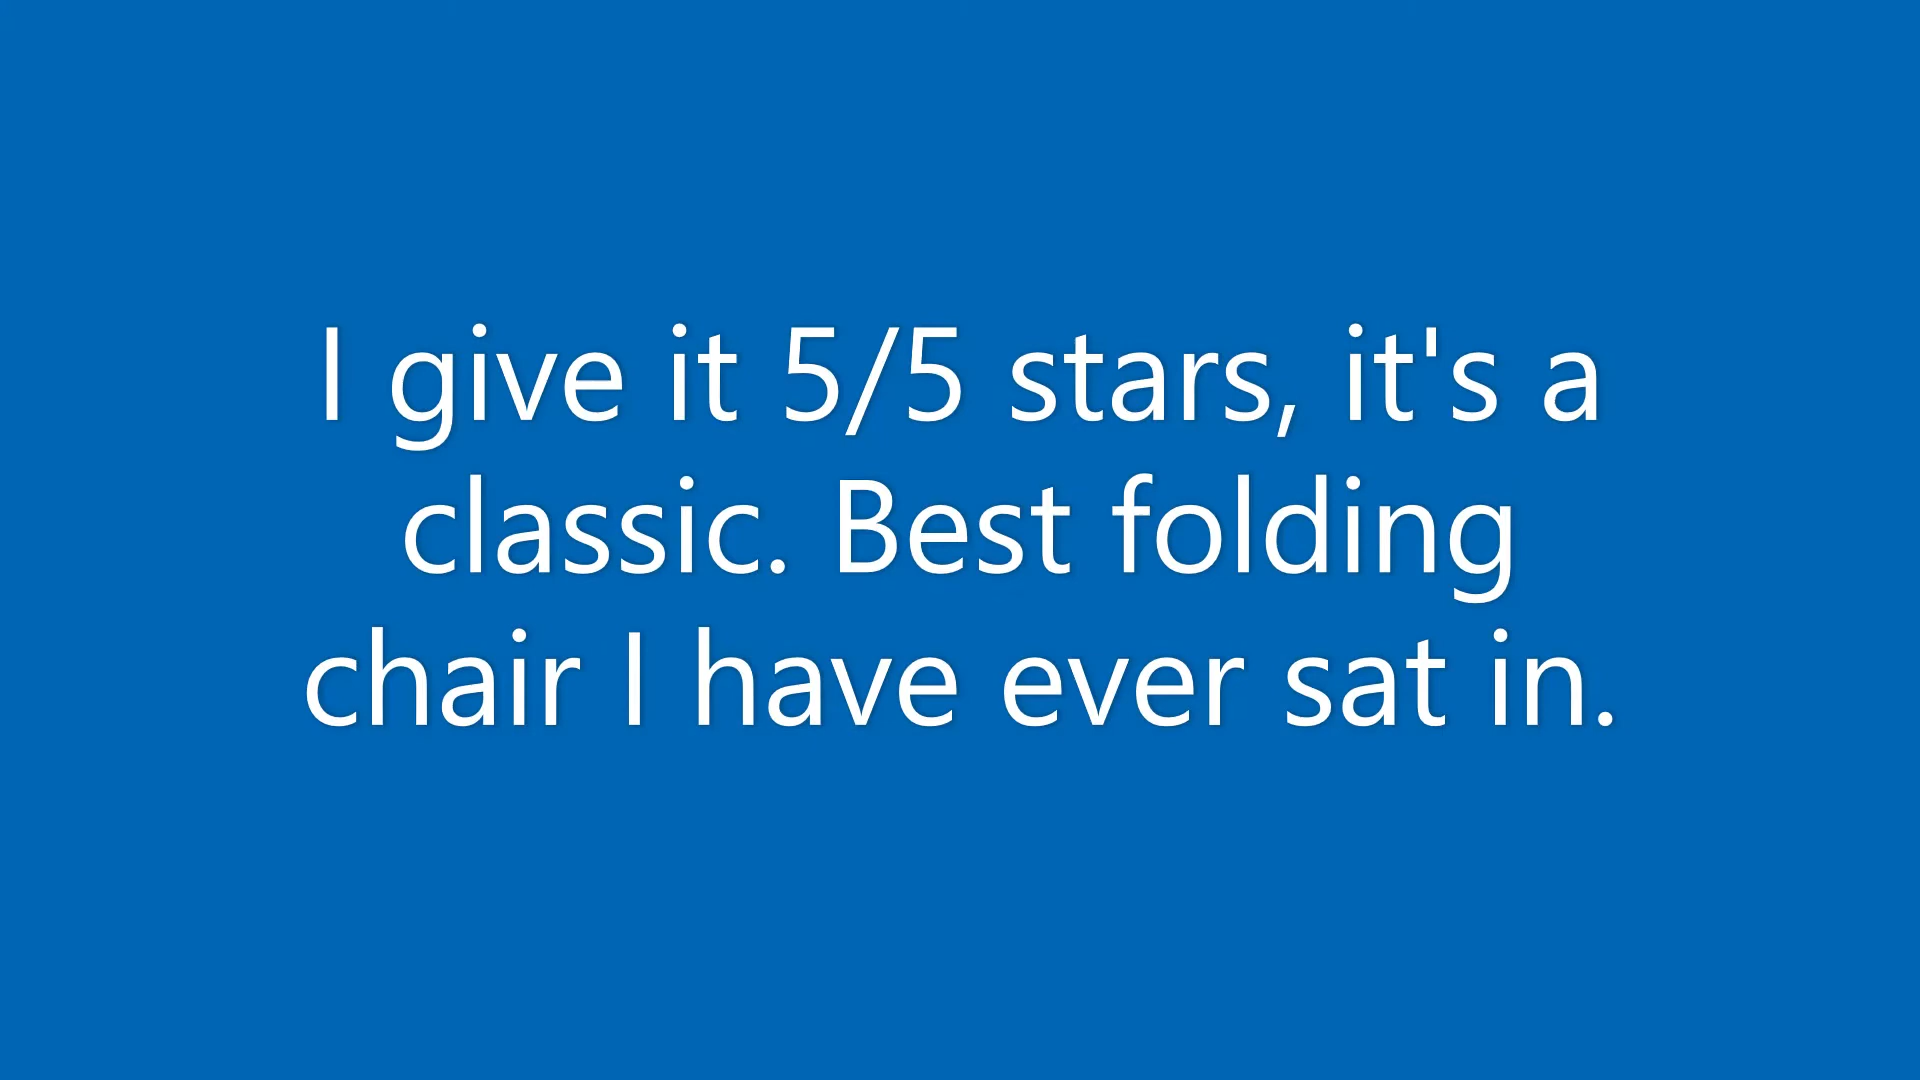 I give it 5/5 stars, it's a
classic. Best folding
chair I have ever sat in.